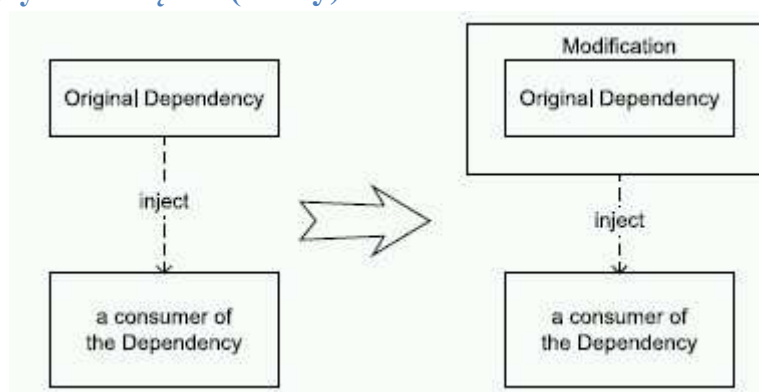 Modification
Original Dependency
Original Dependency
inject
inject
a consumer of
the Dependency
a consumer of
the Dependency